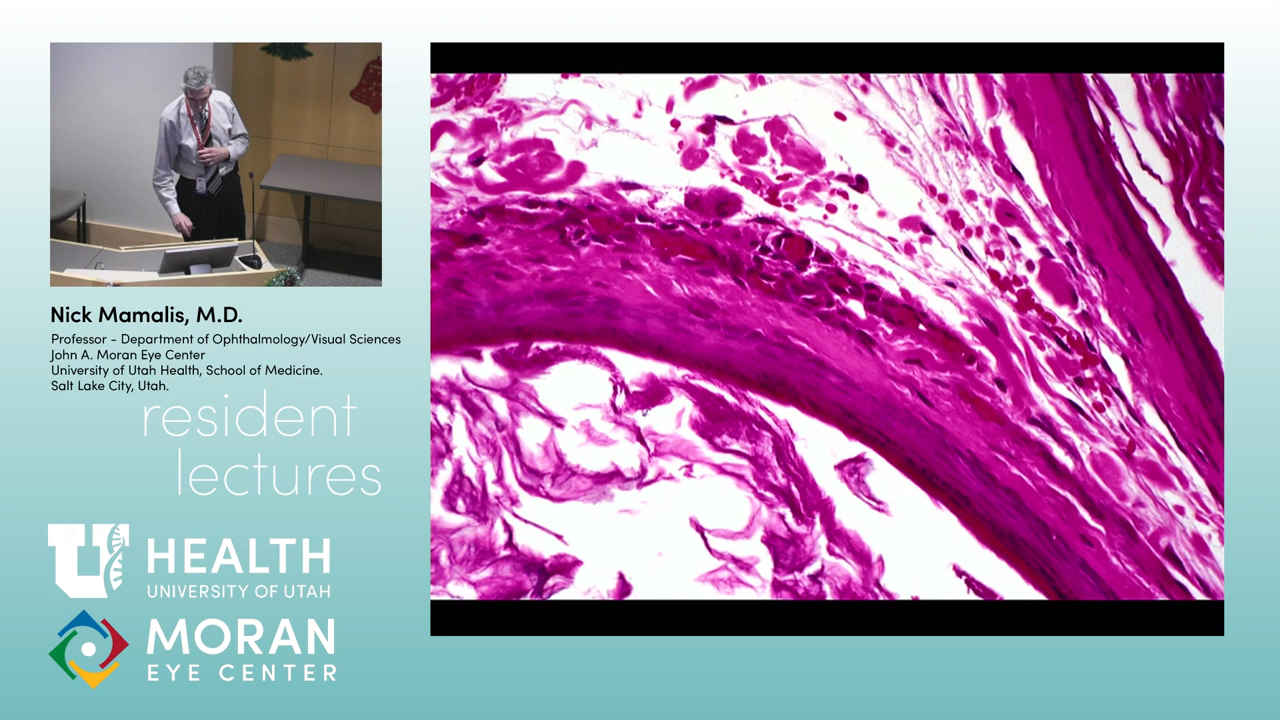 Nick Mamalis, M.D.
Professor - Department of Ophthalmology/Visual Sciences
John A. Moran Eye Center
University of Utah Health, School of Medicine.
Salt Lake City, Utah.
resident
lectures
U HEALTH
UNIVERSITY OF UTAH
MORAN
EYE CENTER